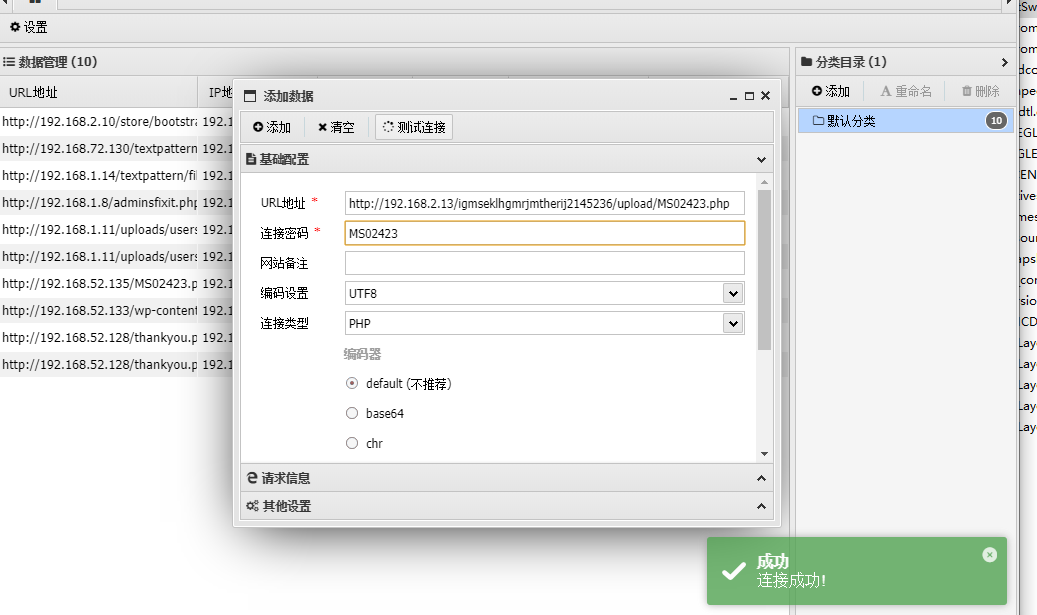 设置
数据管理 (10)
URL地址 IP地
http://192.168.2.10/store/bootstra 192.1
http://192.168.72.130/textpattern 192.1
http://192.168.1.14/textpattern/fil 192.1
http://192.168.1.8/adminsfixit.php 192.1
http://192.168.1.11/uploads/users 192.1
http://192.168.1.11/uploads/users 192.1
http://192.168.52.135/MS02423.p 192.1
http://192.168.52.133/wp-content 192.1
http://192.168.52.128/thankyou.p 192.1
http://192.168.52.128/thankyou.p 192.1
添加数据
添加 清空 测试连接
基础配置
URL地址 * http://192.168.2.13/igmseklhgmrjmtherij2145236/upload/MS02423.php
连接密码 * MS02423
网站备注
编码设置 UTF8
连接类型 PHP
编码器
default (不推荐)
base64
chr
请求信息
其他设置
分类目录 (1)
添加 重命名 删除
默认分类 10
成功
连接成功!